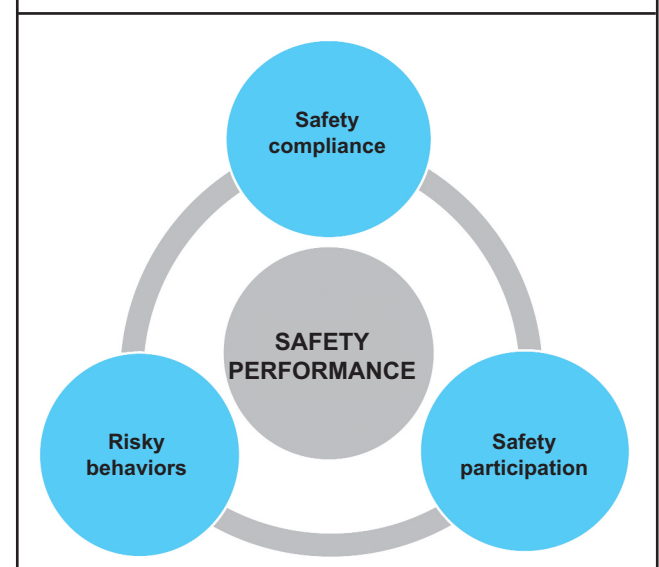 Safety
compliance
SAFETY
PERFORMANCE
Risky
behaviors
Safety
participation